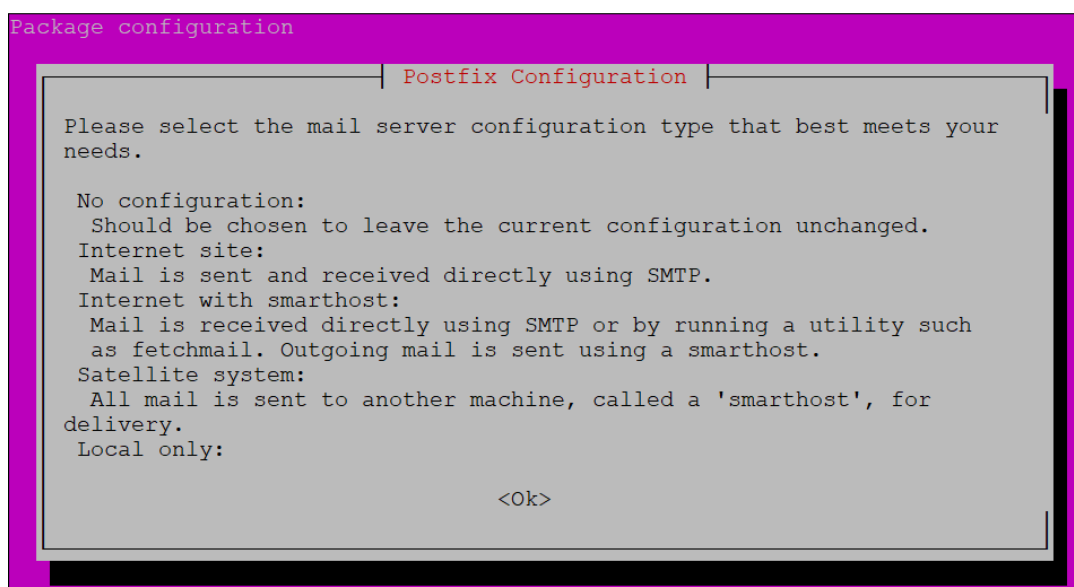 Package configuration
Postfix Configuration
Please select the mail server configuration type that best meets your
needs.
No configuration:
Should be chosen to leave the current configuration unchanged.
Internet site:
Mail is sent and received directly using SMTP.
Internet with smarthost:
Mail is received directly using SMTP or by running a utility such
as fetchmail. Outgoing mail is sent using a smarthost.
Satellite system:
All mail is sent to another machine, called a 'smarthost', for
delivery.
Local only:
<Ok>